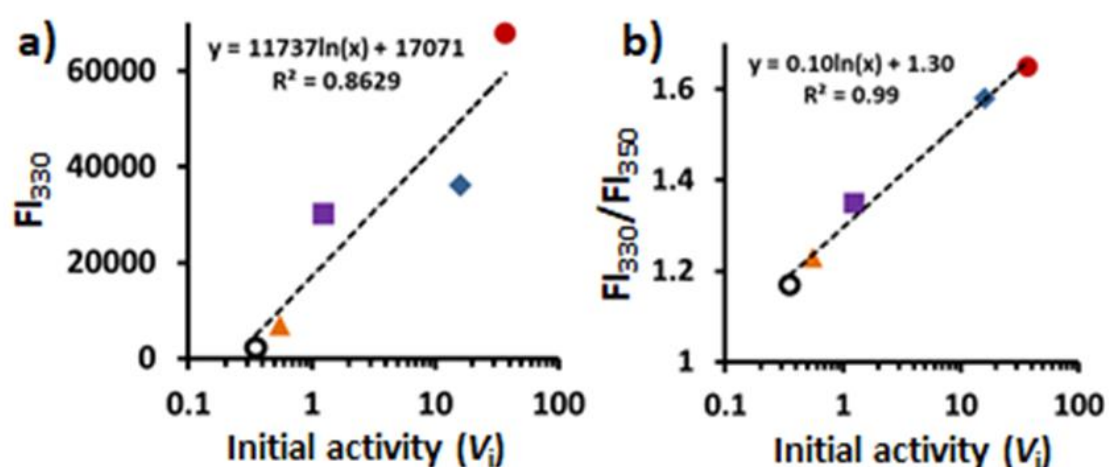 a)
y = 11737ln(x) + 17071
R² = 0.8629
60000
40000
20000
0
FI₃₃₀
0.1 1 10 100
Initial activity (Vᵢ)
b)
y = 0.10ln(x) + 1.30
R² = 0.99
1.6
1.4
1.2
1
FI₃₃₀/FI₃₅₀
0.1 1 10 100
Initial activity (Vᵢ)